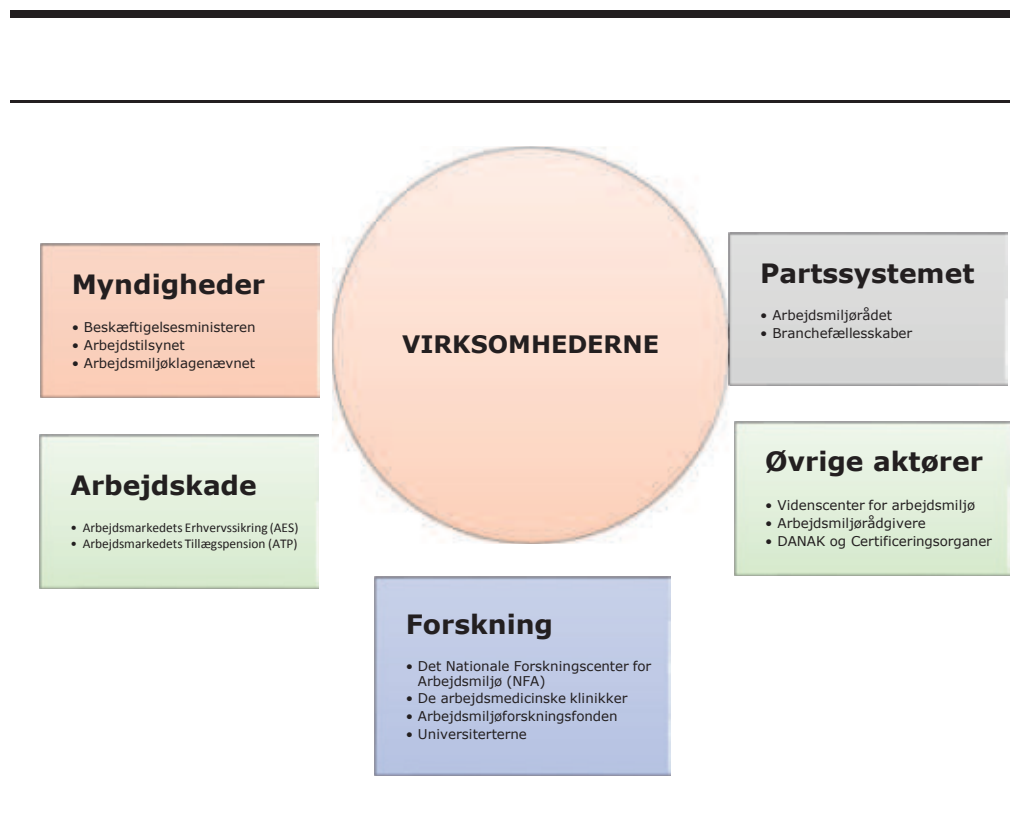 Myndigheder
• Beskæftigelsesministeren
• Arbejdstilsynet
• Arbejdsmiljøklagenævnet
Arbejdskade
• Arbejdsmarkedets Erhvervssikring (AES)
• Arbejdsmarkedets Tillægspension (ATP)
VIRKSOMHEDERNE
Partssystemet
• Arbejdsmiljørådet
• Branchefællesskaber
Øvrige aktører
• Videnscenter for arbejdsmiljø
• Arbejdsmiljørådgivere
• DANAK og Certificeringsorganer
Forskning
• Det Nationale Forskningscenter for
Arbejdsmiljø (NFA)
• De arbejdsmedicinske klinikker
• Arbejdsmiljøforskningsfonden
• Universiterterne